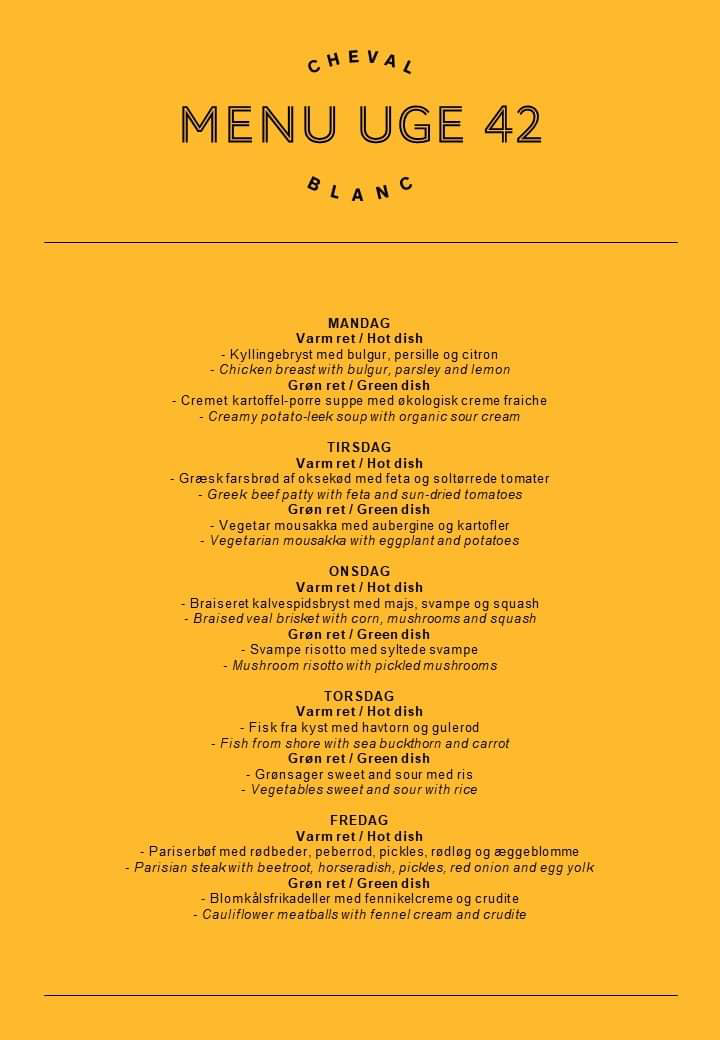 CHEVAL
MENU UGE 42
BLANC
MANDAG
Varm ret / Hot dish
- Kyllingebryst med bulgur, persille og citron
- Chicken breast with bulgur, parsley and lemon
Grøn ret / Green dish
- Cremet kartoffel-porre suppe med økologisk creme fraiche
- Creamy potato-leek soup with organic sour cream
TIRSDAG
Varm ret / Hot dish
- Græsk farsbrød af oksekød med feta og soltørrede tomater
- Greek beef patty with feta and sun-dried tomatoes
Grøn ret / Green dish
- Vegetar mousakka med aubergine og kartofler
- Vegetarian mousakka with eggplant and potatoes
ONSDAG
Varm ret / Hot dish
- Braiseret kalvespidsbryst med majs, svampe og squash
- Braised veal brisket with corn, mushrooms and squash
Grøn ret / Green dish
- Svampe risotto med syltede svampe
- Mushroom risotto with pickled mushrooms
TORSDAG
Varm ret / Hot dish
- Fisk fra kyst med havtorn og gulerod
- Fish from shore with sea buckthorn and carrot
Grøn ret / Green dish
- Grønsager sweet and sour med ris
- Vegetables sweet and sour with rice
FREDAG
Varm ret / Hot dish
- Pariserbøf med rødbeder, peberrod, pickles, rødløg og æggeblomme
- Parisian steak with beetroot, horseradish, pickles, red onion and egg yolk
Grøn ret / Green dish
- Blomkålsfrikadeller med fennikelcreme og crudite
- Cauliflower meatballs with fennel cream and crudite